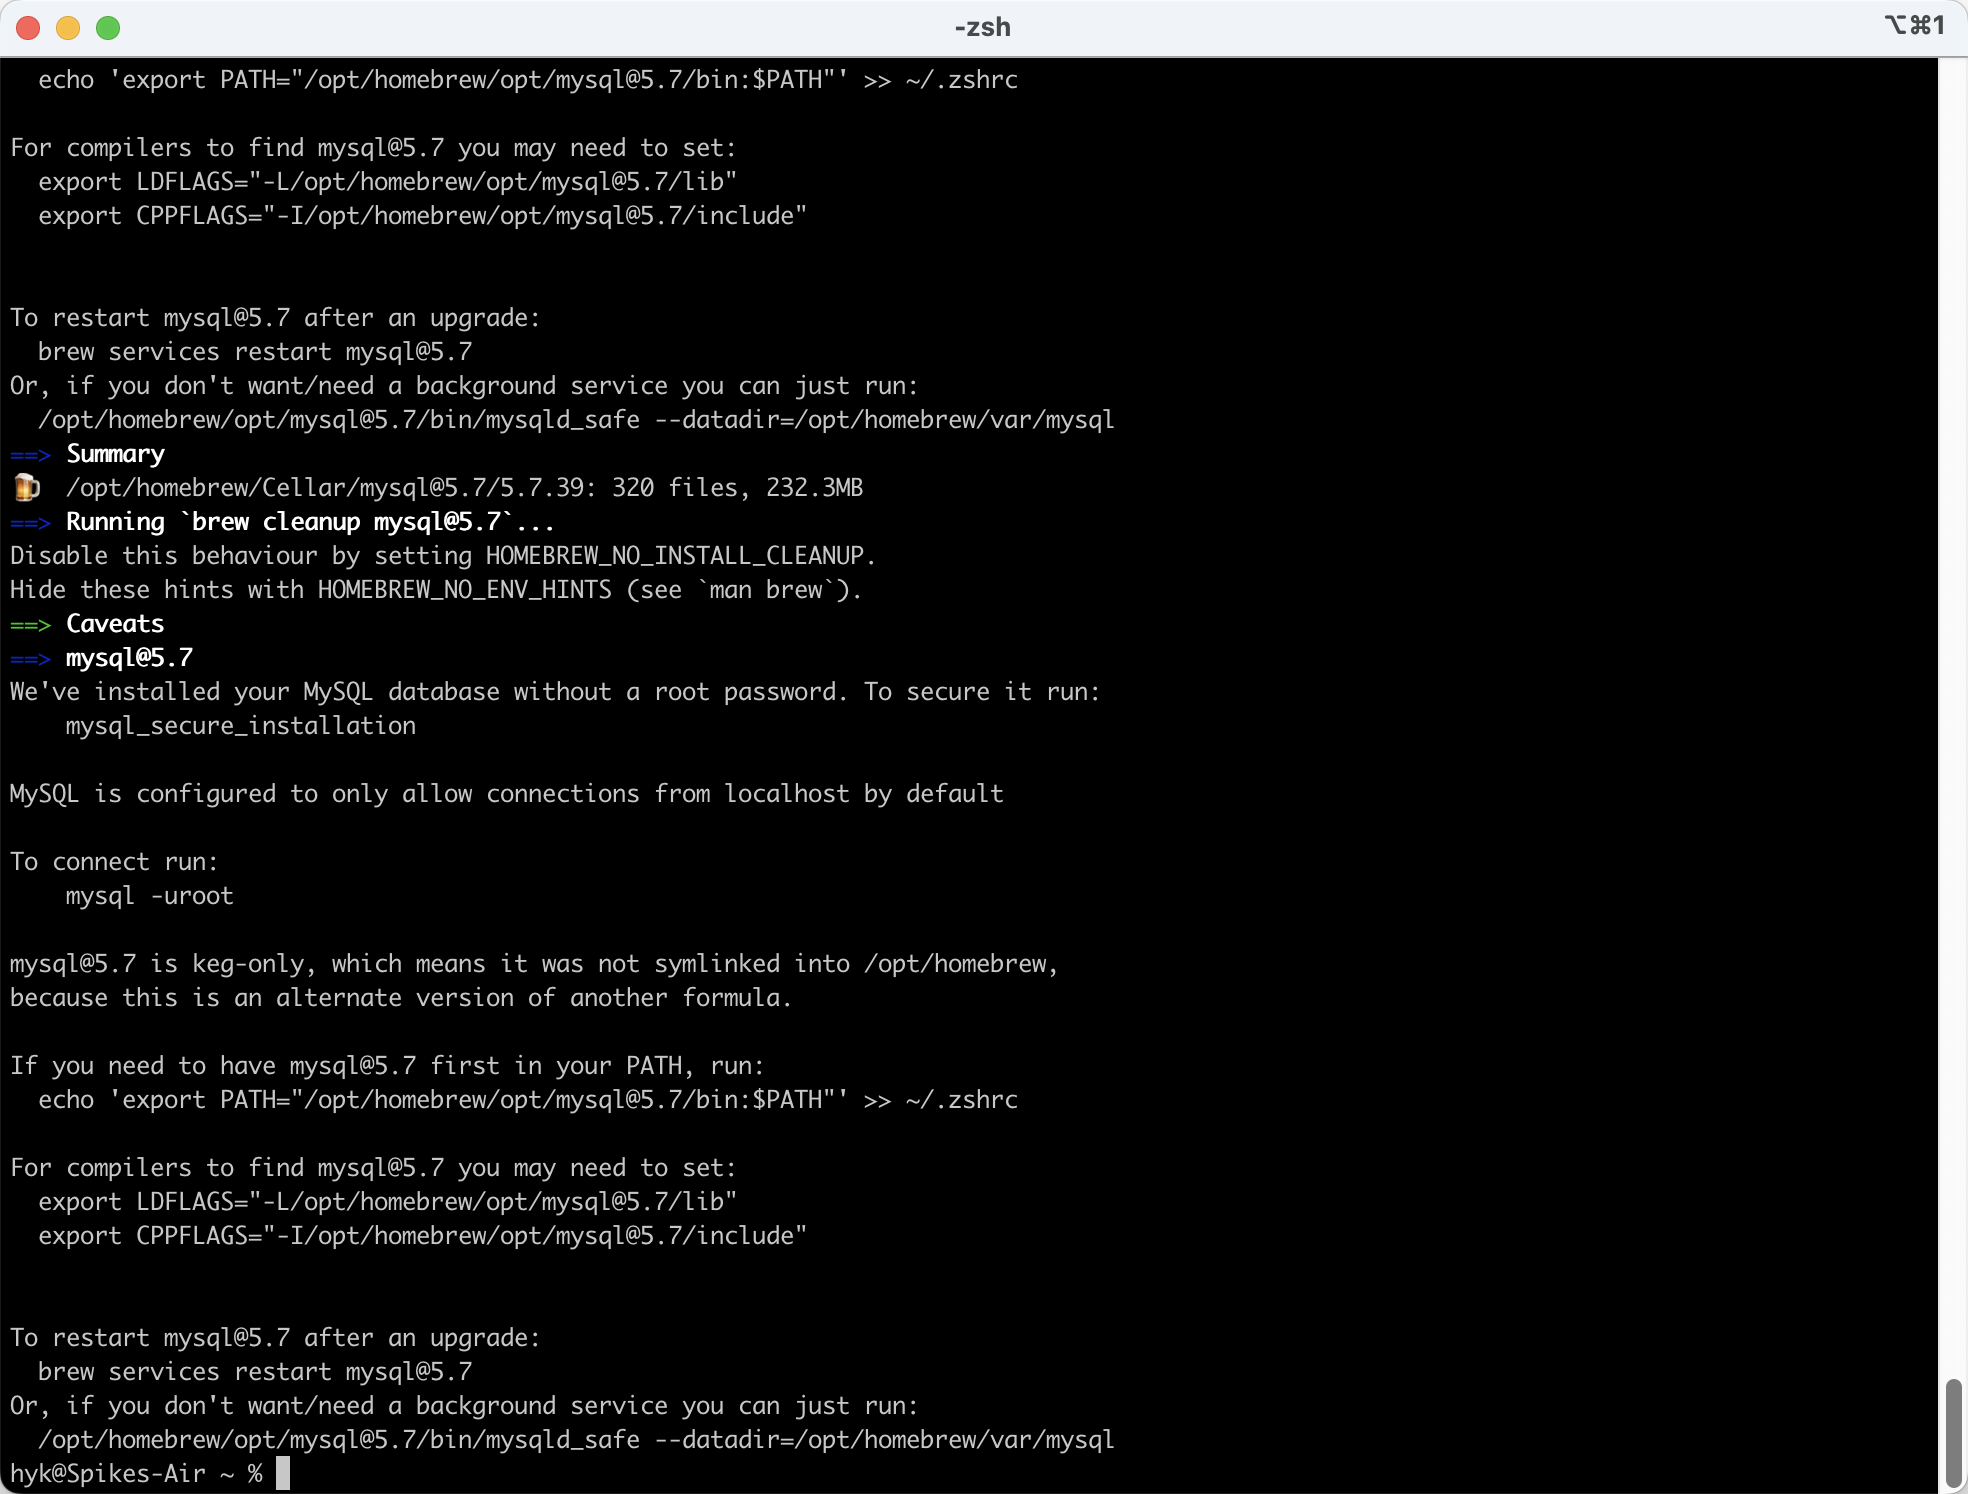 -zsh
⌥⌘1
echo 'export PATH="/opt/homebrew/opt/mysql@5.7/bin:$PATH"' >> ~/.zshrc
For compilers to find mysql@5.7 you may need to set:
export LDFLAGS="-L/opt/homebrew/opt/mysql@5.7/lib"
export CPPFLAGS="-I/opt/homebrew/opt/mysql@5.7/include"
To restart mysql@5.7 after an upgrade:
brew services restart mysql@5.7
Or, if you don't want/need a background service you can just run:
/opt/homebrew/opt/mysql@5.7/bin/mysqld_safe --datadir=/opt/homebrew/var/mysql
==> Summary
🍺 /opt/homebrew/Cellar/mysql@5.7/5.7.39: 320 files, 232.3MB
==> Running `brew cleanup mysql@5.7`...
Disable this behaviour by setting HOMEBREW_NO_INSTALL_CLEANUP.
Hide these hints with HOMEBREW_NO_ENV_HINTS (see `man brew`).
==> Caveats
==> mysql@5.7
We've installed your MySQL database without a root password. To secure it run:
mysql_secure_installation
MySQL is configured to only allow connections from localhost by default
To connect run:
mysql -uroot
mysql@5.7 is keg-only, which means it was not symlinked into /opt/homebrew,
because this is an alternate version of another formula.
If you need to have mysql@5.7 first in your PATH, run:
echo 'export PATH="/opt/homebrew/opt/mysql@5.7/bin:$PATH"' >> ~/.zshrc
For compilers to find mysql@5.7 you may need to set:
export LDFLAGS="-L/opt/homebrew/opt/mysql@5.7/lib"
export CPPFLAGS="-I/opt/homebrew/opt/mysql@5.7/include"
To restart mysql@5.7 after an upgrade:
brew services restart mysql@5.7
Or, if you don't want/need a background service you can just run:
/opt/homebrew/opt/mysql@5.7/bin/mysqld_safe --datadir=/opt/homebrew/var/mysql
hyk@Spikes-Air ~ %